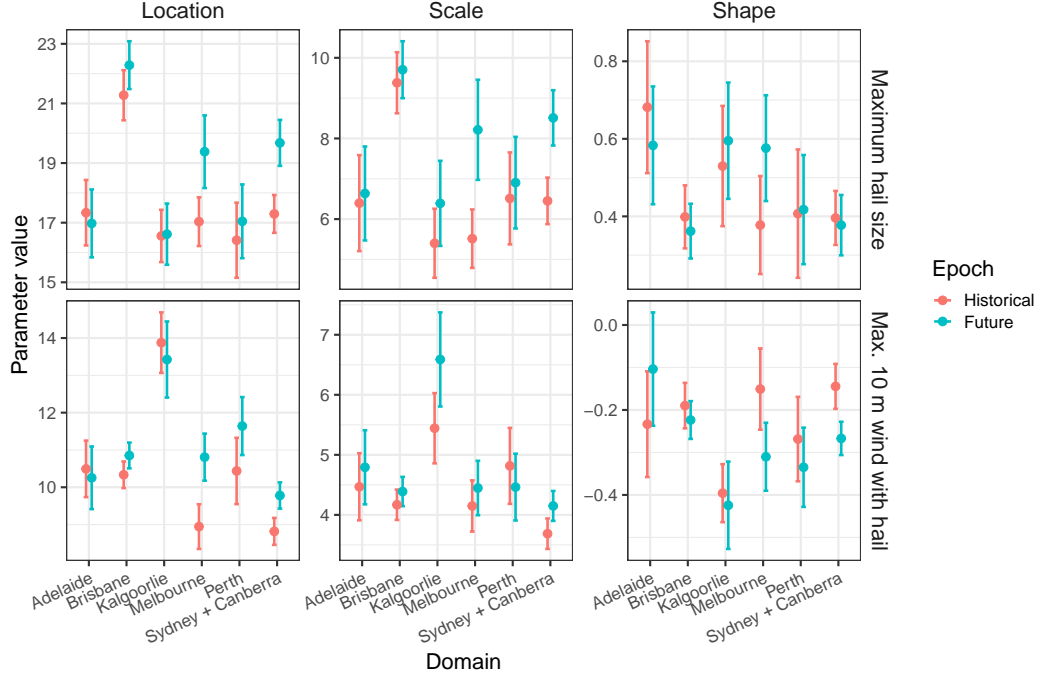 Location
Scale
Shape
23
21
19
17
15
10
8
6
0.8
0.6
0.4
Maximum hail size
Parameter value
14
12
10
7
6
5
4
0.0
−0.2
−0.4
Max. 10 m wind with hail
Epoch
Historical
Future
Adelaide
Brisbane
Kalgoorlie
Melbourne
Perth
Sydney + Canberra
Adelaide
Brisbane
Kalgoorlie
Melbourne
Perth
Sydney + Canberra
Adelaide
Brisbane
Kalgoorlie
Melbourne
Perth
Sydney + Canberra
Domain